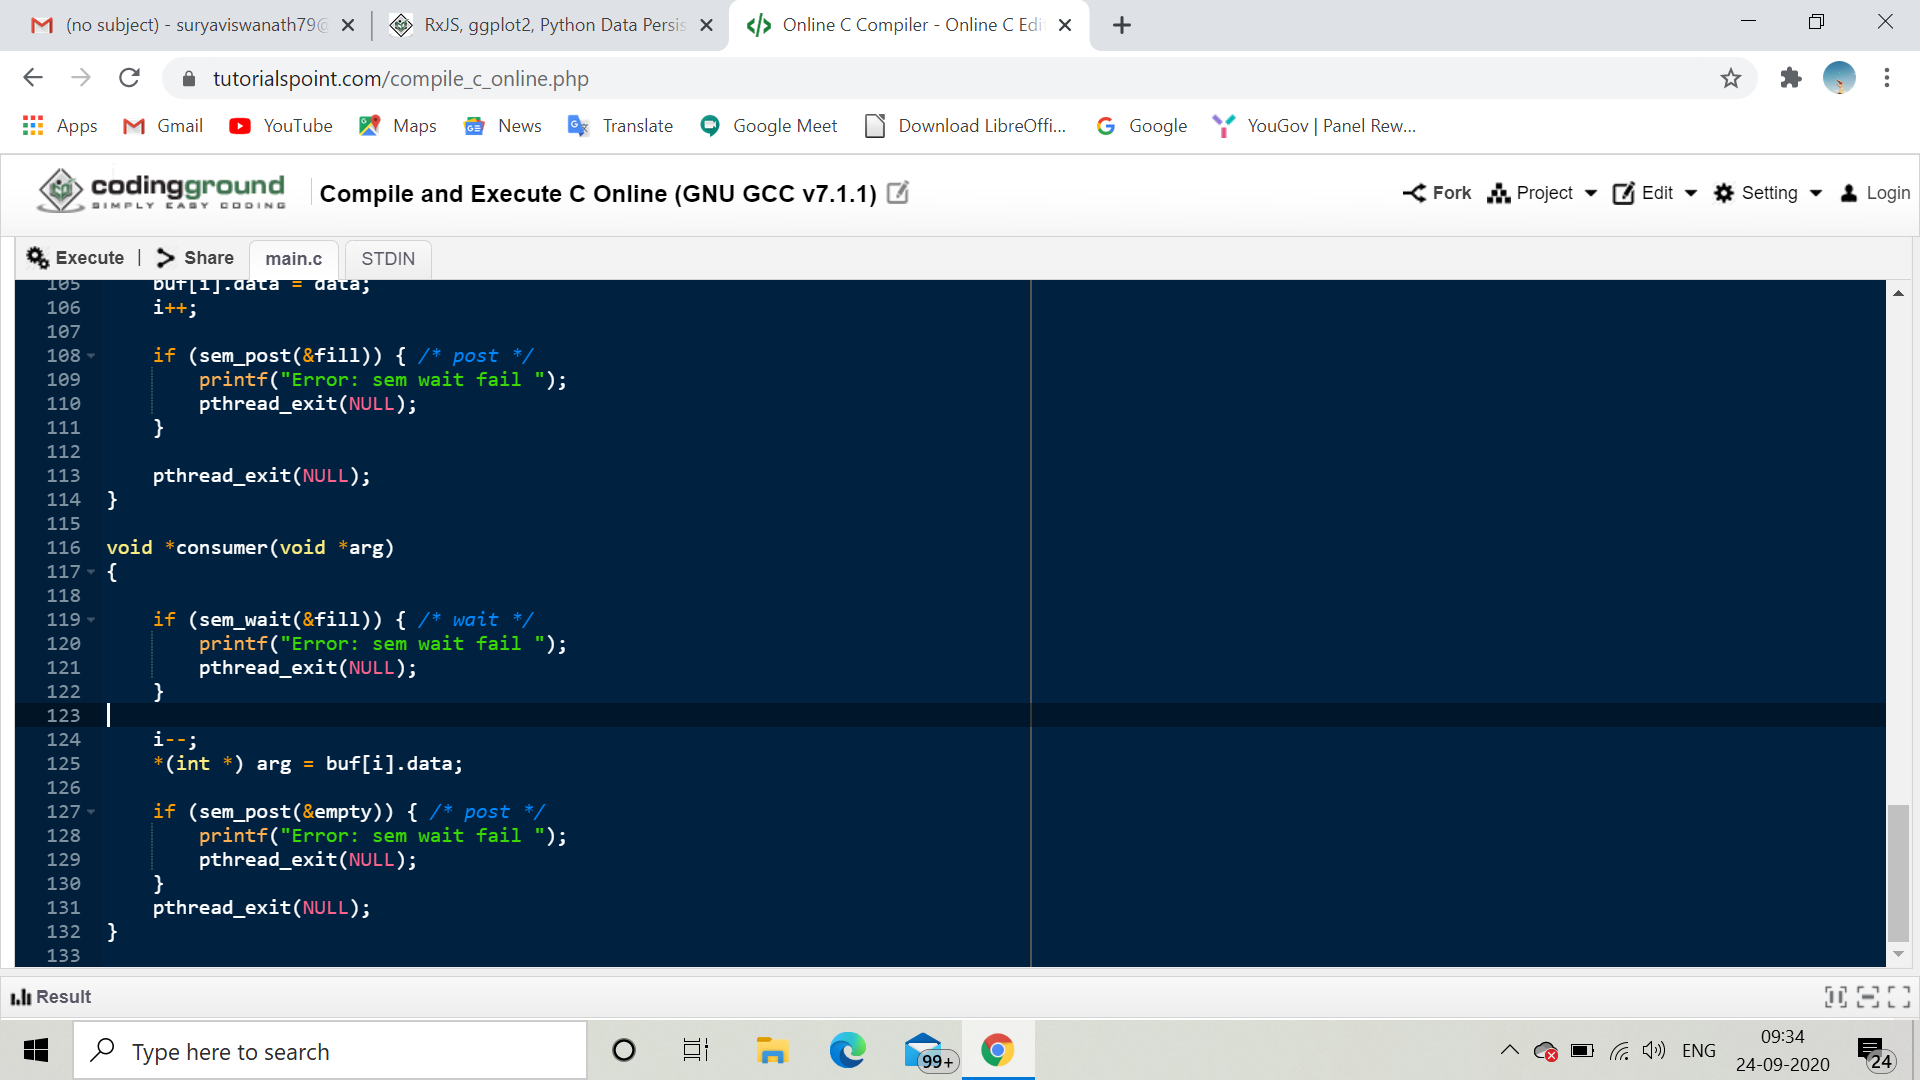 (no subject) - suryaviswanath79@
RxJS, ggplot2, Python Data Persis
Online C Compiler - Online C Edi
tutorialspoint.com/compile_c_online.php
Apps
Gmail
YouTube
Maps
News
Translate
Google Meet
Download LibreOffi...
Google
YouGov | Panel Rew...
codingground
SIMPLY EASY CODING
Compile and Execute C Online (GNU GCC v7.1.1)
Fork
Project
Edit
Setting
Login
Execute | Share
main.c
STDIN
105     buf[i].data = data;
106     i++;
107
108     if (sem_post(&fill)) { /* post */
109         printf("Error: sem wait fail ");
110         pthread_exit(NULL);
111     }
112
113     pthread_exit(NULL);
114 }
115
116 void *consumer(void *arg)
117 {
118
119     if (sem_wait(&fill)) { /* wait */
120         printf("Error: sem wait fail ");
121         pthread_exit(NULL);
122     }
123
124     i--;
125     *(int *) arg = buf[i].data;
126
127     if (sem_post(&empty)) { /* post */
128         printf("Error: sem wait fail ");
129         pthread_exit(NULL);
130     }
131     pthread_exit(NULL);
132 }
133
Result
Type here to search
99+
ENG
09:34
24-09-2020
24